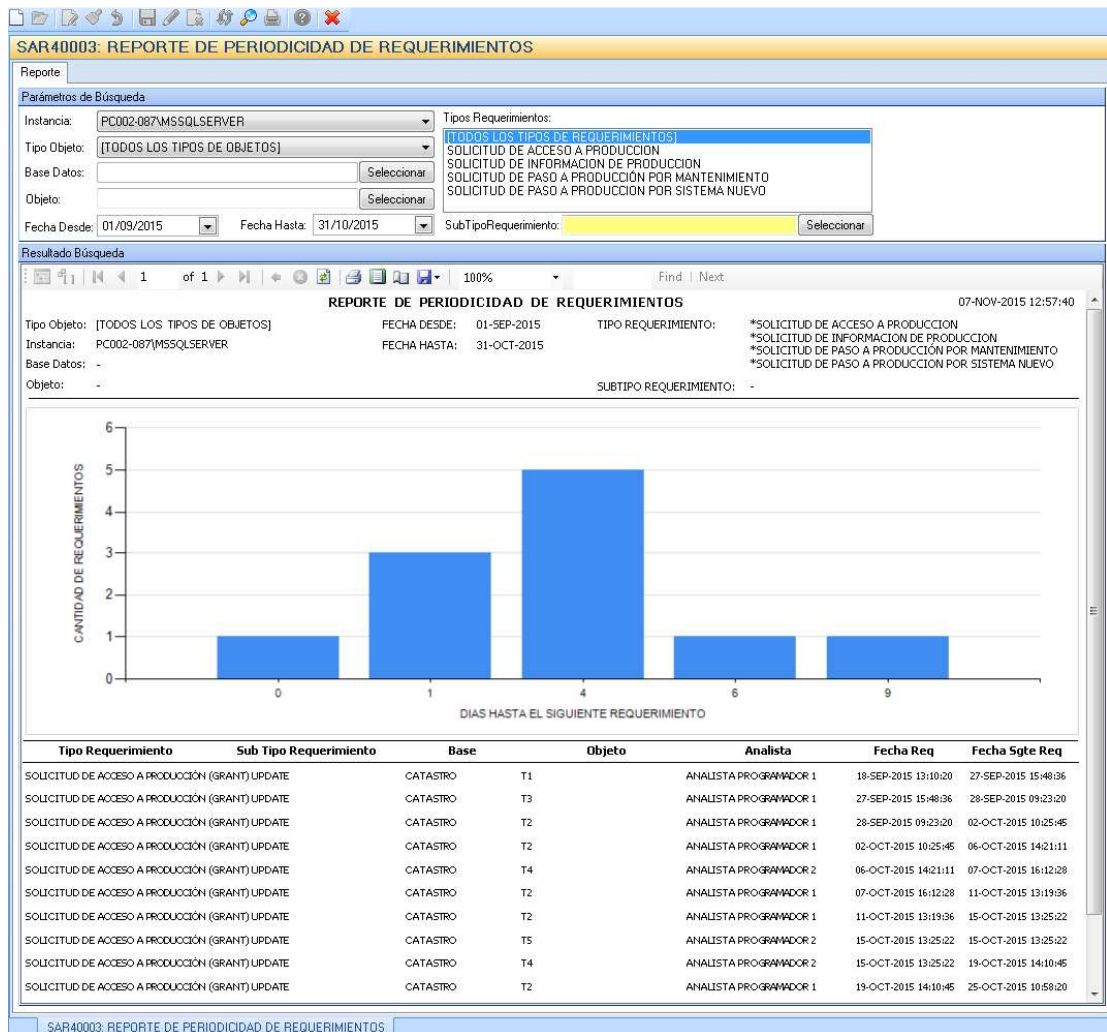 SAR40003: REPORTE DE PERIODICIDAD DE REQUERIMIENTOS
Reporte
Parámetros de Búsqueda
Instancia: PC002-087\MSSQLSERVER
Tipo Objeto: [TODOS LOS TIPOS DE OBJETOS]
Base Datos: Seleccionar
Objeto: Seleccionar
Fecha Desde: 01/09/2015 Fecha Hasta: 31/10/2015
Tipos Requerimientos:
[TODOS LOS TIPOS DE REQUERIMIENTOS]
SOLICITUD DE ACCESO A PRODUCCION
SOLICITUD DE INFORMACION DE PRODUCCION
SOLICITUD DE PASO A PRODUCCIÓN POR MANTENIMIENTO
SOLICITUD DE PASO A PRODUCCION POR SISTEMA NUEVO
SubTipoRequerimiento: Seleccionar
Resultado Búsqueda
1 of 1 100% Find | Next
REPORTE DE PERIODICIDAD DE REQUERIMIENTOS 07-NOV-2015 12:57:40
Tipo Objeto: [TODOS LOS TIPOS DE OBJETOS] FECHA DESDE: 01-SEP-2015 TIPO REQUERIMIENTO: *SOLICITUD DE ACCESO A PRODUCCION
*SOLICITUD DE INFORMACION DE PRODUCCION
Instancia: PC002-087\MSSQLSERVER FECHA HASTA: 31-OCT-2015 *SOLICITUD DE PASO A PRODUCCIÓN POR MANTENIMIENTO
Base Datos: - *SOLICITUD DE PASO A PRODUCCION POR SISTEMA NUEVO
Objeto: - SUBTIPO REQUERIMIENTO: -
CANTIDAD DE REQUERIMIENTOS
6
5
4
3
2
1
0
0 1 4 6 9
DIAS HASTA EL SIGUIENTE REQUERIMIENTO
Tipo Requerimiento Sub Tipo Requerimiento Base Objeto Analista Fecha Req Fecha Sgte Req
SOLICITUD DE ACCESO A PRODUCCIÓN (GRANT) UPDATE CATASTRO T1 ANALISTA PROGRAMADOR 1 18-SEP-2015 13:10:20 27-SEP-2015 15:48:36
SOLICITUD DE ACCESO A PRODUCCIÓN (GRANT) UPDATE CATASTRO T3 ANALISTA PROGRAMADOR 1 27-SEP-2015 15:48:36 28-SEP-2015 09:23:20
SOLICITUD DE ACCESO A PRODUCCIÓN (GRANT) UPDATE CATASTRO T2 ANALISTA PROGRAMADOR 1 28-SEP-2015 09:23:20 02-OCT-2015 10:25:45
SOLICITUD DE ACCESO A PRODUCCIÓN (GRANT) UPDATE CATASTRO T2 ANALISTA PROGRAMADOR 1 02-OCT-2015 10:25:45 06-OCT-2015 14:21:11
SOLICITUD DE ACCESO A PRODUCCIÓN (GRANT) UPDATE CATASTRO T4 ANALISTA PROGRAMADOR 2 06-OCT-2015 14:21:11 07-OCT-2015 16:12:28
SOLICITUD DE ACCESO A PRODUCCIÓN (GRANT) UPDATE CATASTRO T2 ANALISTA PROGRAMADOR 1 07-OCT-2015 16:12:28 11-OCT-2015 13:19:36
SOLICITUD DE ACCESO A PRODUCCIÓN (GRANT) UPDATE CATASTRO T2 ANALISTA PROGRAMADOR 1 11-OCT-2015 13:19:36 15-OCT-2015 13:25:22
SOLICITUD DE ACCESO A PRODUCCIÓN (GRANT) UPDATE CATASTRO T5 ANALISTA PROGRAMADOR 2 15-OCT-2015 13:25:22 15-OCT-2015 13:25:22
SOLICITUD DE ACCESO A PRODUCCIÓN (GRANT) UPDATE CATASTRO T4 ANALISTA PROGRAMADOR 2 15-OCT-2015 13:25:22 19-OCT-2015 14:10:45
SOLICITUD DE ACCESO A PRODUCCIÓN (GRANT) UPDATE CATASTRO T2 ANALISTA PROGRAMADOR 1 19-OCT-2015 14:10:45 25-OCT-2015 10:58:20
SAR40003: REPORTE DE PERIODICIDAD DE REQUERIMIENTOS